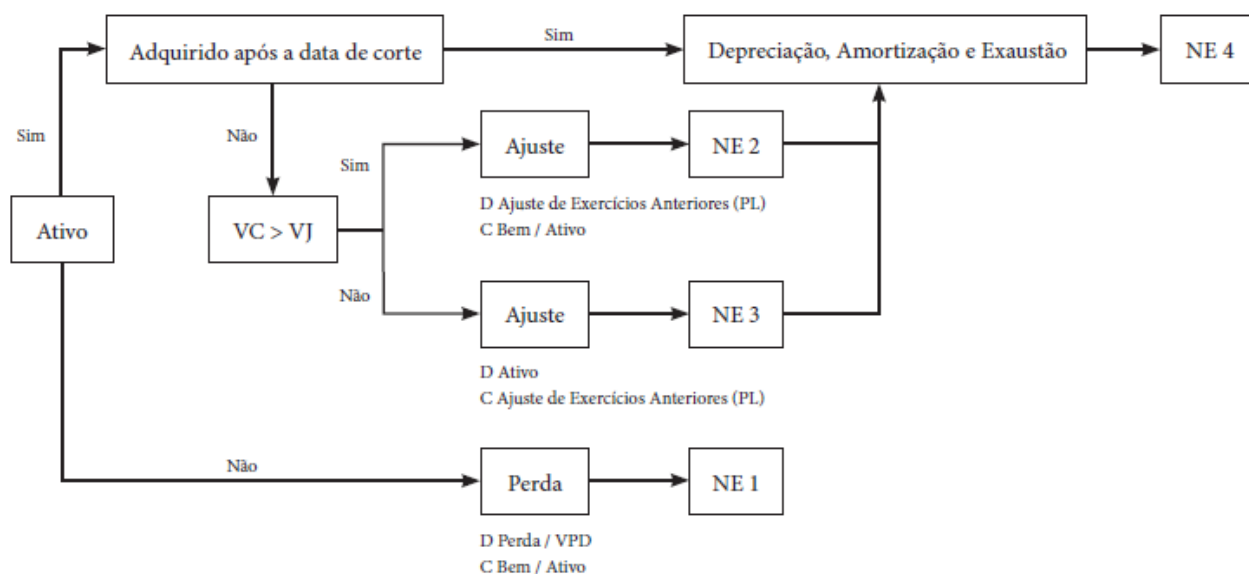 Adquirido após a data de corte
Sim
Depreciação, Amortização e Exaustão
NE 4
Sim
Não
Sim
Ajuste
NE 2
D Ajuste de Exercícios Anteriores (PL)
C Bem / Ativo
Ativo
VC > VJ
Não
Ajuste
NE 3
D Ativo
C Ajuste de Exercícios Anteriores (PL)
Não
Perda
NE 1
D Perda / VPD
C Bem / Ativo